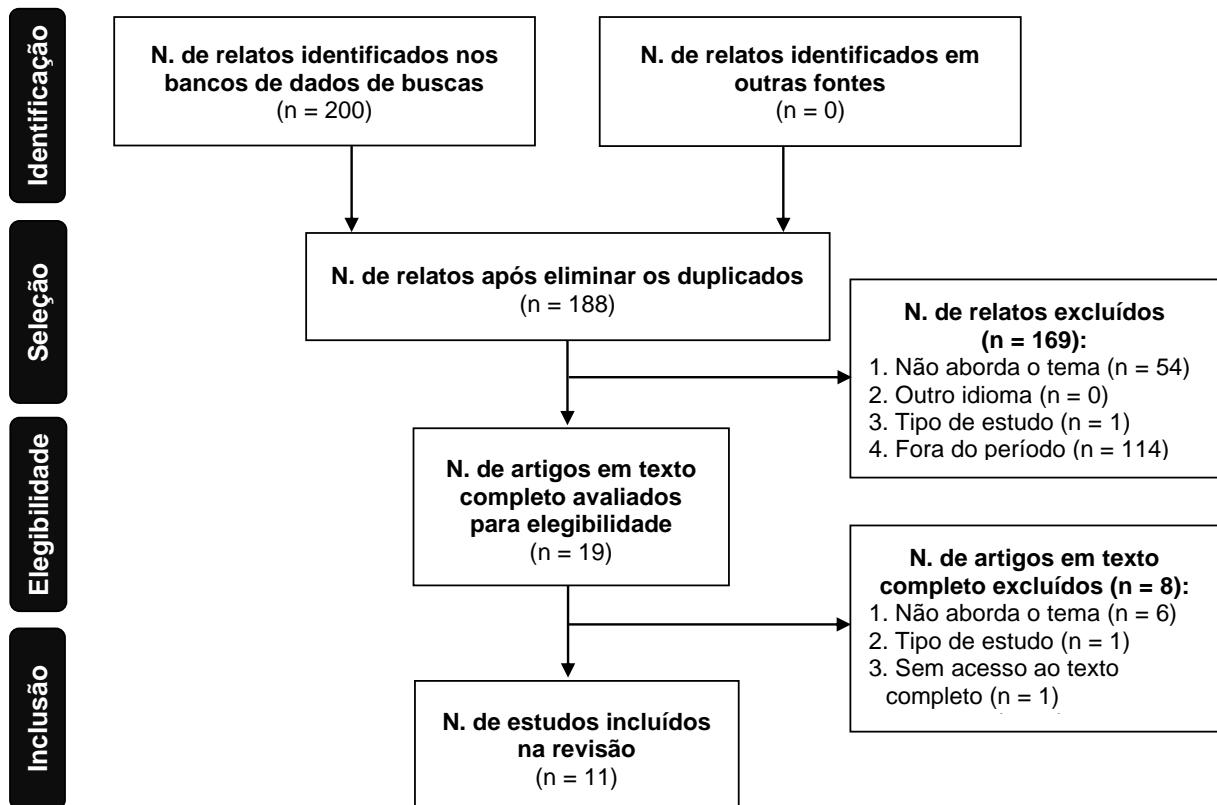 Identificação
N. de relatos identificados nos
bancos de dados de buscas
(n = 200)
N. de relatos identificados em
outras fontes
(n = 0)
Seleção
N. de relatos após eliminar os duplicados
(n = 188)
N. de relatos excluídos
(n = 169):
1. Não aborda o tema (n = 54)
2. Outro idioma (n = 0)
3. Tipo de estudo (n = 1)
4. Fora do período (n = 114)
Elegibilidade
N. de artigos em texto
completo avaliados
para elegibilidade
(n = 19)
N. de artigos em texto
completo excluídos (n = 8):
1. Não aborda o tema (n = 6)
2. Tipo de estudo (n = 1)
3. Sem acesso ao texto
completo (n = 1)
Inclusão
N. de estudos incluídos
na revisão
(n = 11)